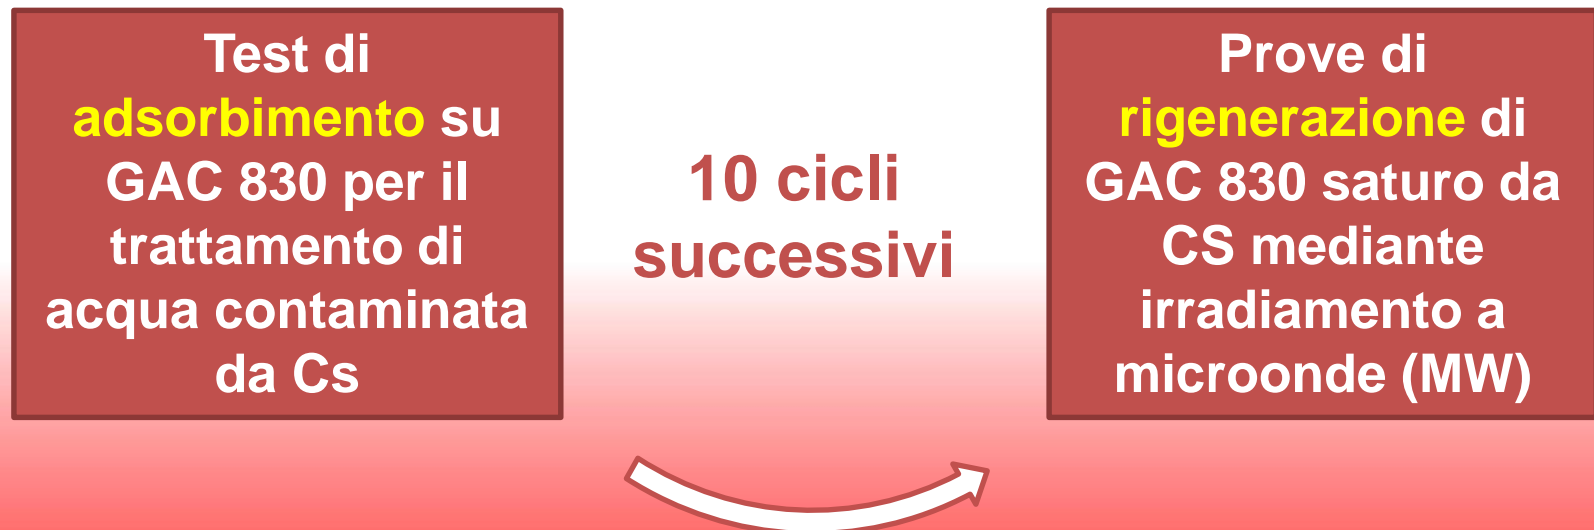 Test di
adsorbimento su
GAC 830 per il
trattamento di
acqua contaminata
da Cs
10 cicli
successivi
Prove di
rigenerazione di
GAC 830 saturo da
CS mediante
irradiamento a
microonde (MW)